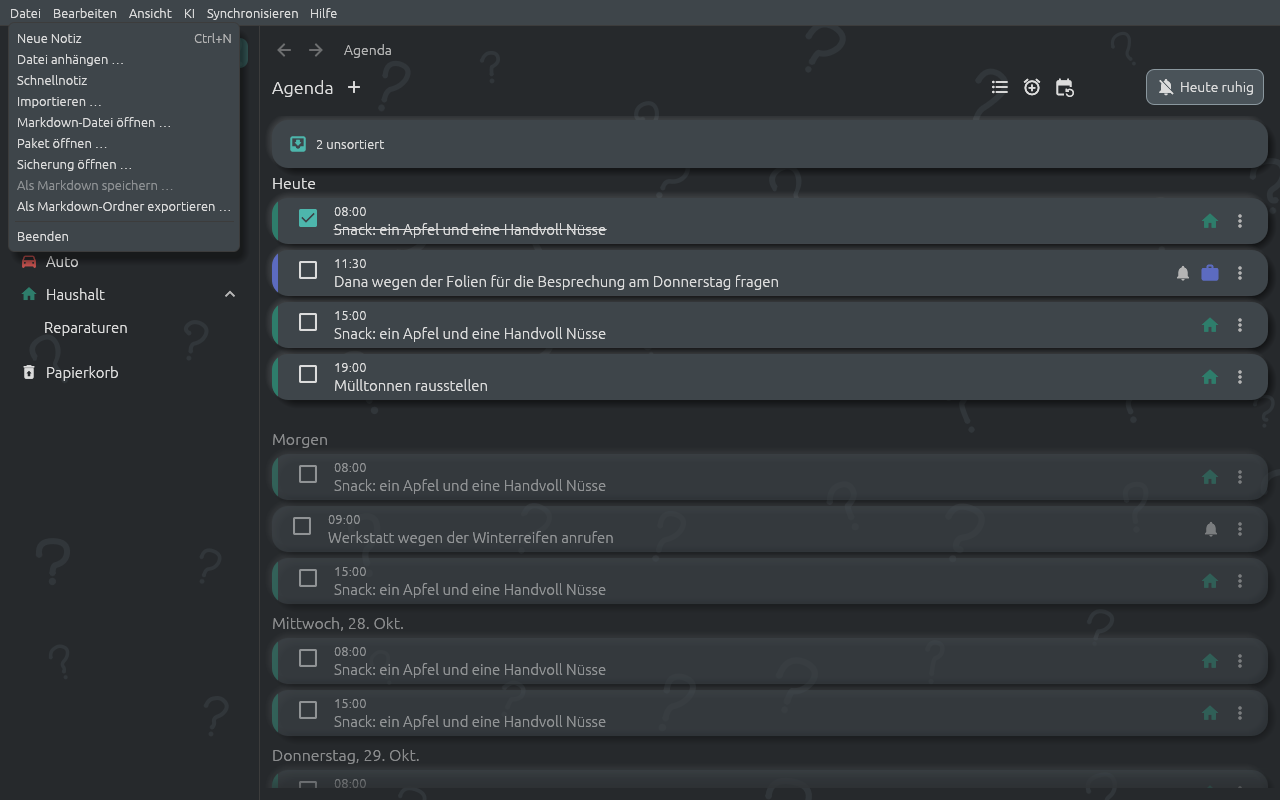 Datei Bearbeiten Ansicht KI Synchronisieren Hilfe
Neue Notiz Ctrl+N
Datei anhängen …
Schnellnotiz
Importieren …
Markdown-Datei öffnen …
Paket öffnen …
Sicherung öffnen …
Als Markdown speichern …
Als Markdown-Ordner exportieren …
Beenden
Auto
Haushalt
Reparaturen
Papierkorb
Agenda
Agenda
Heute ruhig
2 unsortiert
Heute
08:00
Snack: ein Apfel und eine Handvoll Nüsse
11:30
Dana wegen der Folien für die Besprechung am Donnerstag fragen
15:00
Snack: ein Apfel und eine Handvoll Nüsse
19:00
Mülltonnen rausstellen
Morgen
08:00
Snack: ein Apfel und eine Handvoll Nüsse
09:00
Werkstatt wegen der Winterreifen anrufen
15:00
Snack: ein Apfel und eine Handvoll Nüsse
Mittwoch, 28. Okt.
08:00
Snack: ein Apfel und eine Handvoll Nüsse
15:00
Snack: ein Apfel und eine Handvoll Nüsse
Donnerstag, 29. Okt.
08:00